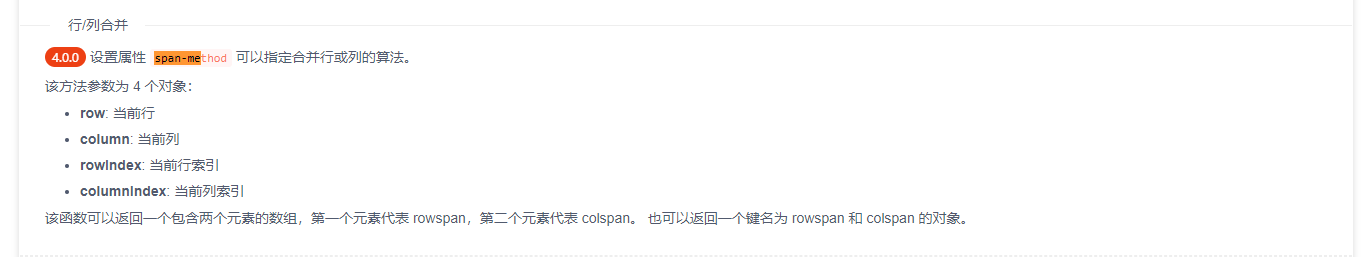 行/列合并
4.0.0 设置属性 span-method 可以指定合并行或列的算法。
该方法参数为 4 个对象：
row: 当前行
column: 当前列
rowIndex: 当前行索引
columnIndex: 当前列索引
该函数可以返回一个包含两个元素的数组，第一个元素代表 rowspan，第二个元素代表 colspan。 也可以返回一个键名为 rowspan 和 colspan 的对象。